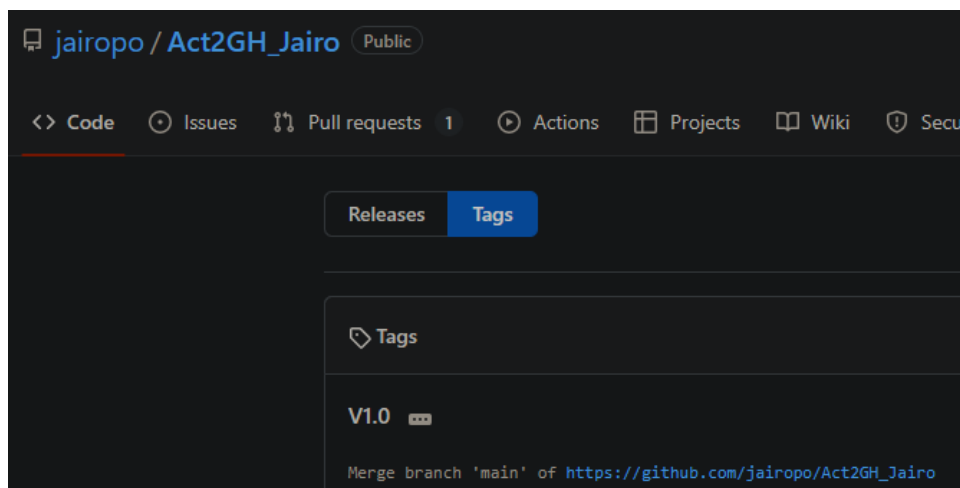 jairopo / Act2GH_Jairo Public
Code Issues Pull requests 1 Actions Projects Wiki Secu
Releases Tags
Tags
V1.0
Merge branch 'main' of https://github.com/jairopo/Act2GH_Jairo